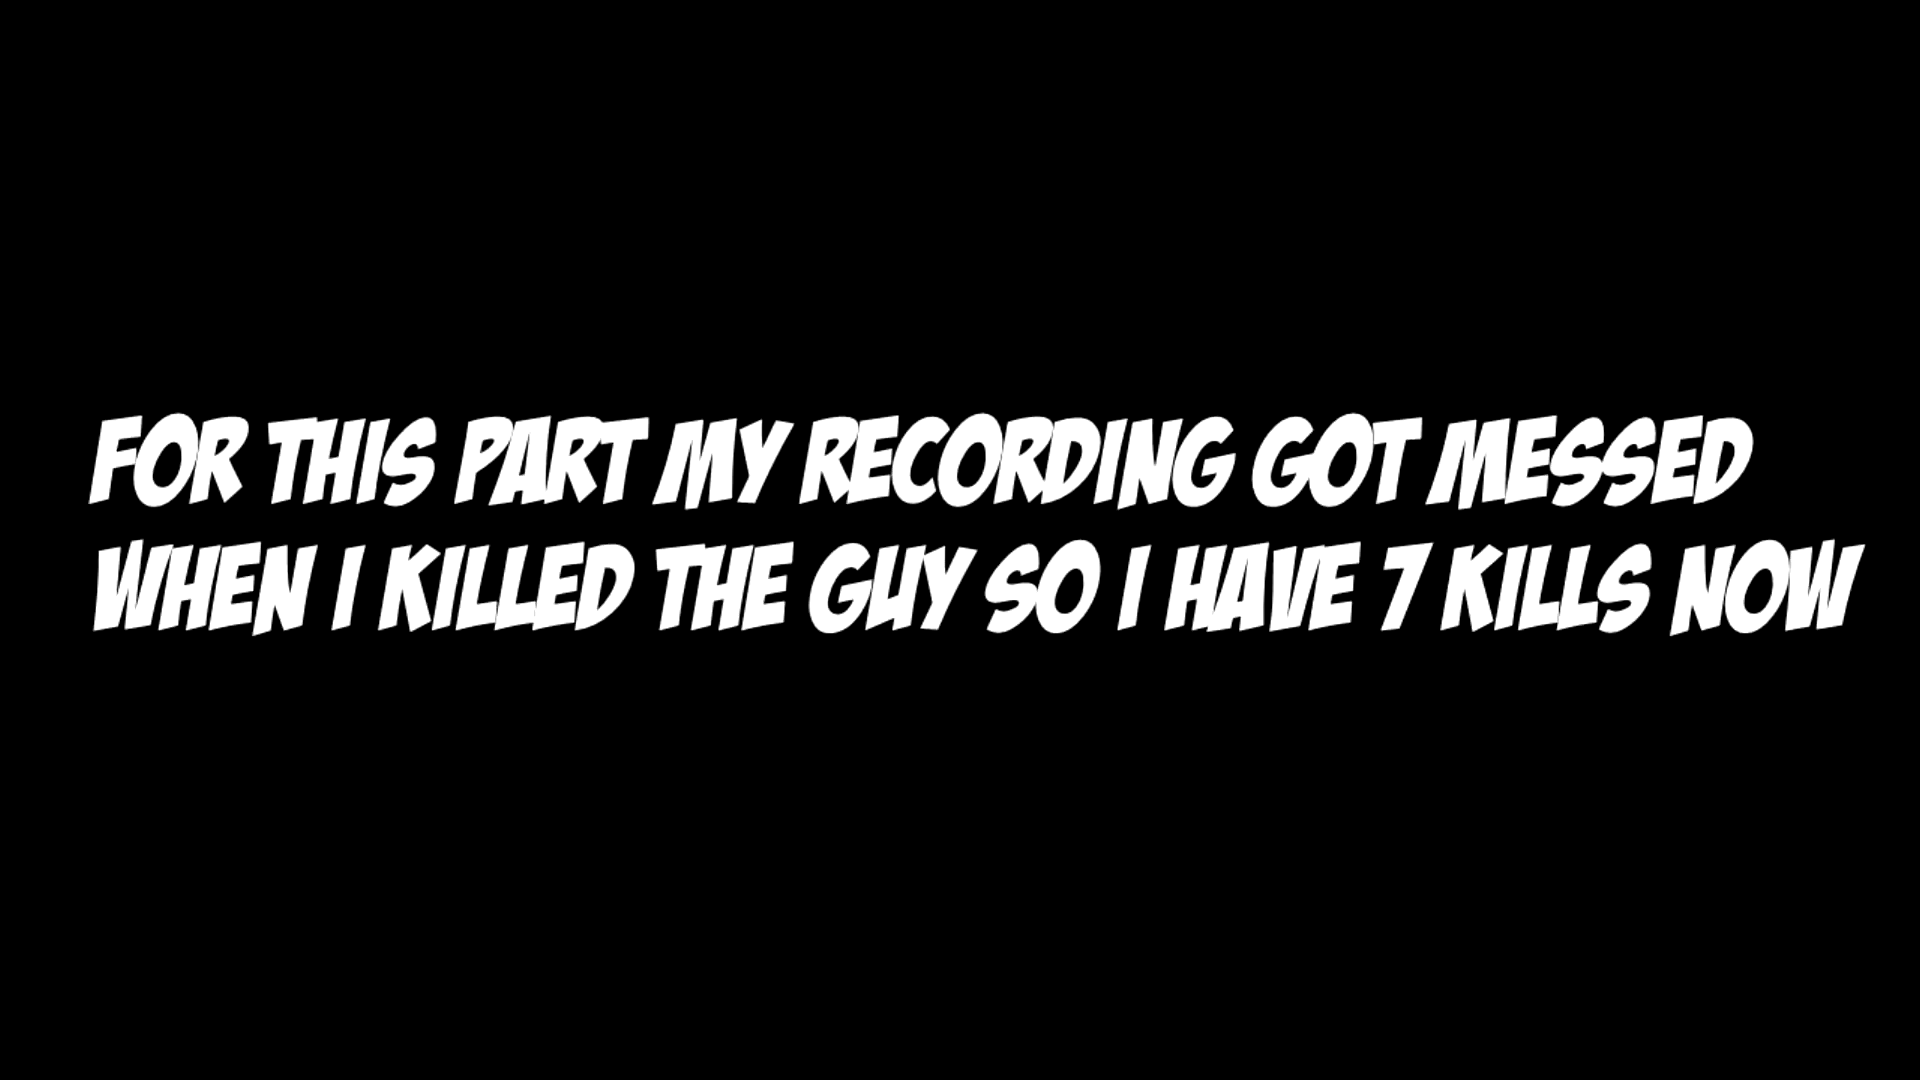 FOR THIS PART MY RECORDING GOT MESSED
WHEN I KILLED THE GUY SO I HAVE 7 KILLS NOW